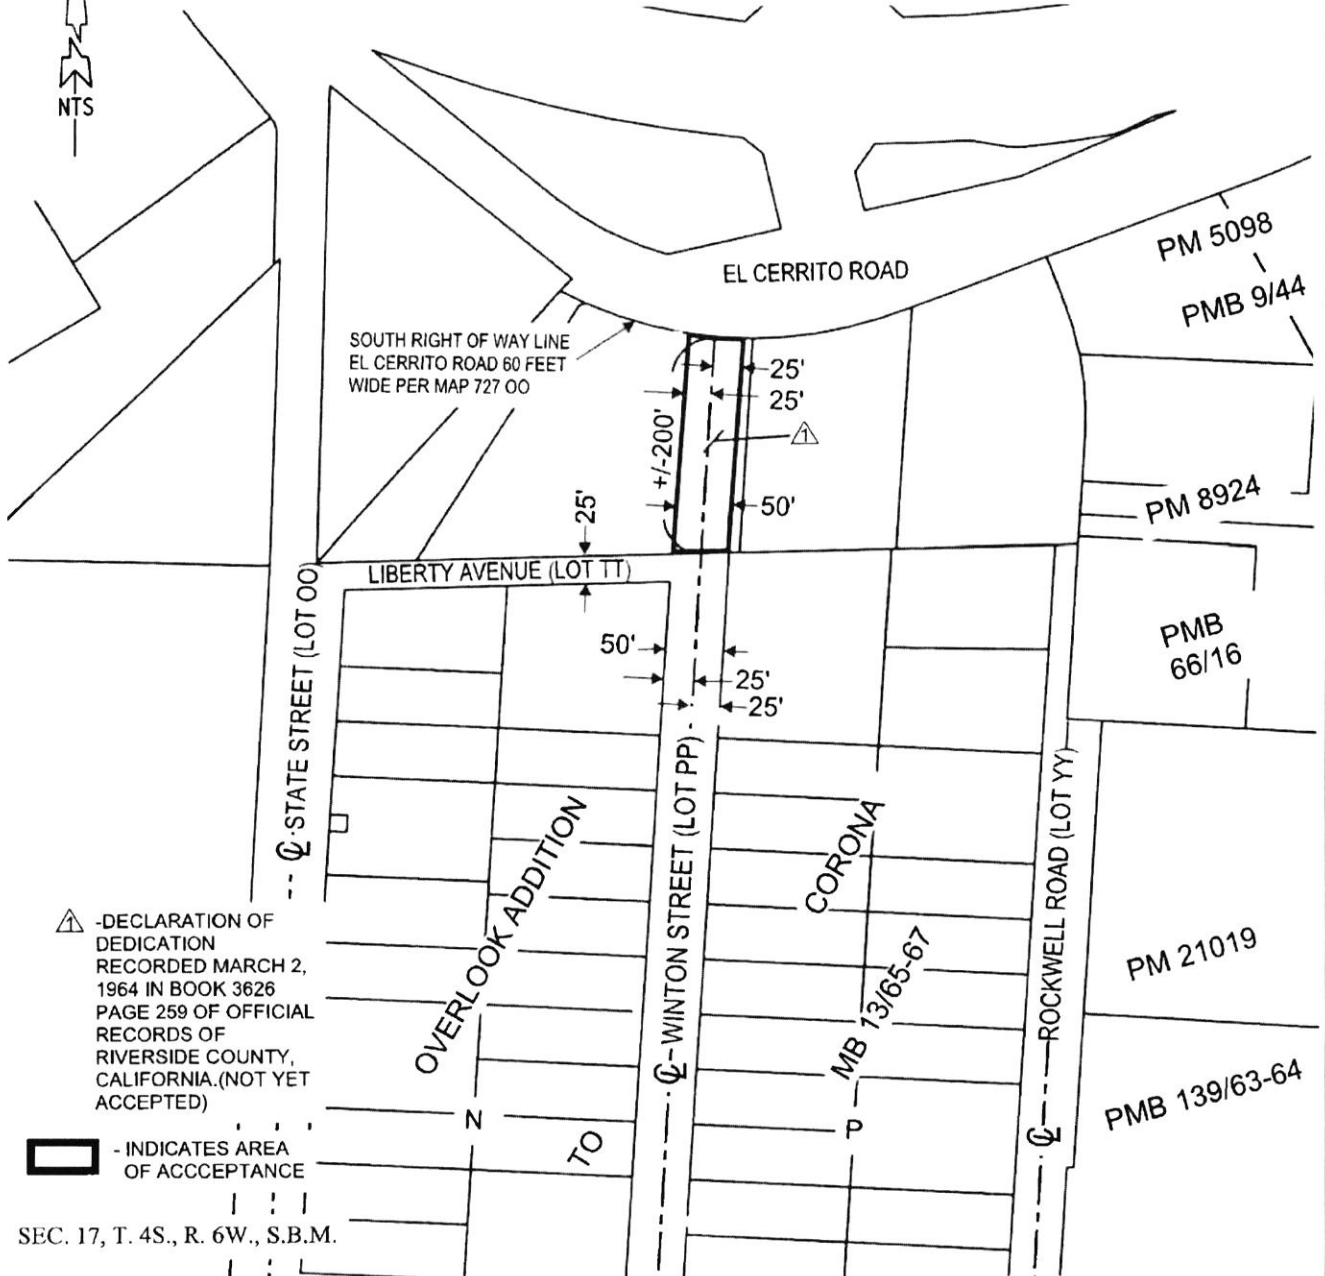 N
NTS
EL CERRITO ROAD
PM 5098
PMB 9/44
SOUTH RIGHT OF WAY LINE
EL CERRITO ROAD 60 FEET
WIDE PER MAP 727 OO
25'
25'
1
+/-200'
50'
25'
PM 8924
LIBERTY AVENUE (LOT TT)
PMB
66/16
50'
25'
25'
STATE STREET (LOT OO)
WINTON STREET (LOT PP)
ROCKWELL ROAD (LOT YY)
OVERLOOK ADDITION
TO
CORONA
MB 13/65-67
N
P
PM 21019
PMB 139/63-64
1 -DECLARATION OF
DEDICATION
RECORDED MARCH 2,
1964 IN BOOK 3626
PAGE 259 OF OFFICIAL
RECORDS OF
RIVERSIDE COUNTY,
CALIFORNIA.(NOT YET
ACCEPTED)
- INDICATES AREA
OF ACCCEPTANCE
SEC. 17, T. 4S., R. 6W., S.B.M.